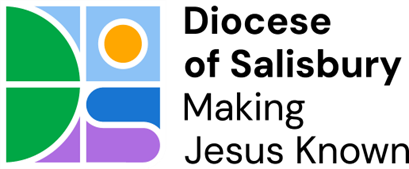 Diocese
of Salisbury
Making
Jesus Known